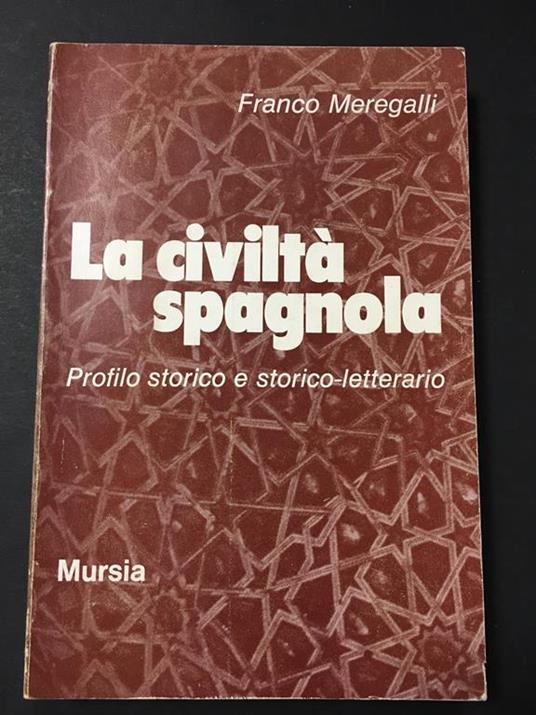 Franco Meregalli
La civiltà
spagnola
Profilo storico e storico-letterario
Mursia